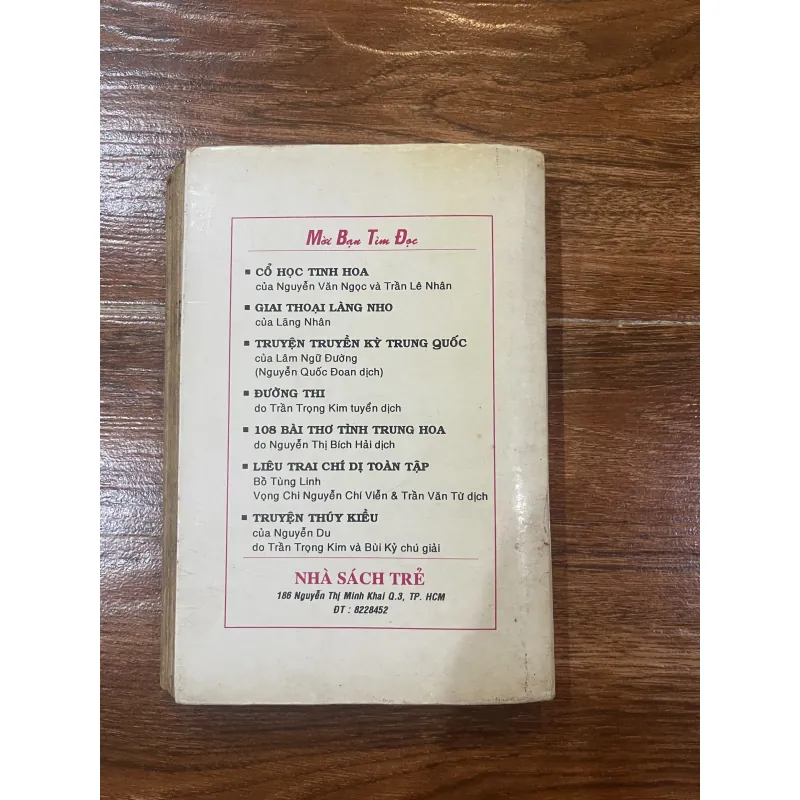 Mời Bạn Tìm Đọc
CỔ HỌC TINH HOA
của Nguyễn Văn Ngọc và Trần Lê Nhân
GIAI THOẠI LÀNG NHO
của Lãng Nhân
TRUYỆN TRUYỀN KỲ TRUNG QUỐC
của Lâm Ngữ Đường
(Nguyễn Quốc Đoan dịch)
ĐƯỜNG THI
do Trần Trọng Kim tuyển dịch
108 BÀI THƠ TÌNH TRUNG HOA
do Nguyễn Thị Bích Hải dịch
LIÊU TRAI CHÍ DỊ TOÀN TẬP
Bồ Tùng Linh
Vọng Chi Nguyễn Chí Viễn & Trần Văn Từ dịch
TRUYỆN THÚY KIỀU
của Nguyễn Du
do Trần Trọng Kim và Bùi Kỷ chú giải
NHÀ SÁCH TRẺ
186 Nguyễn Thị Minh Khai Q.3, TP. HCM
ĐT : 8228452